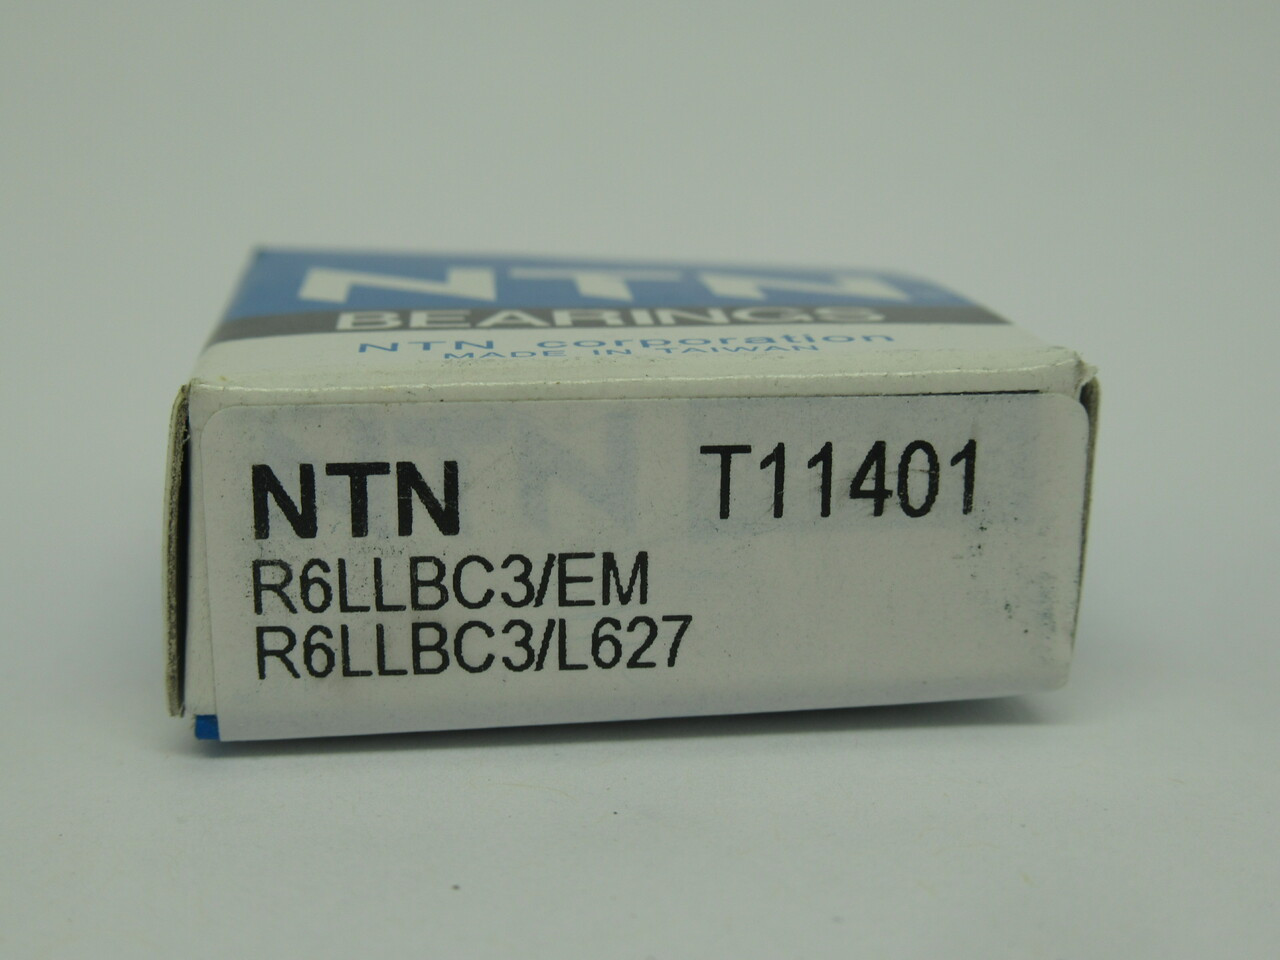 NTN
BEARINGS
NTN corporation
MADE IN TAIWAN
NTN T11401
R6LLBC3/EM
R6LLBC3/L627